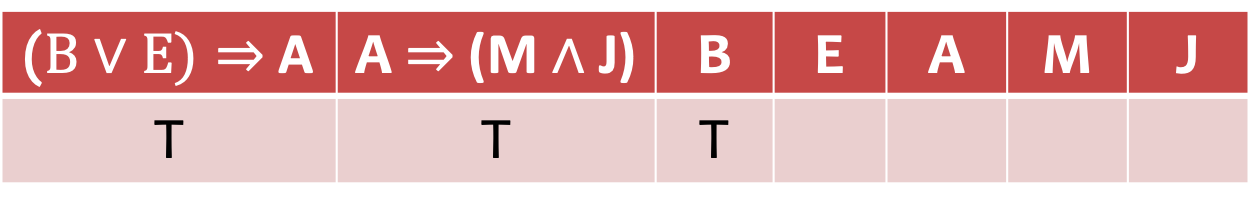 (B ∨ E) ⇒ A A ⇒ (M ∧ J) B E A M J
T T T